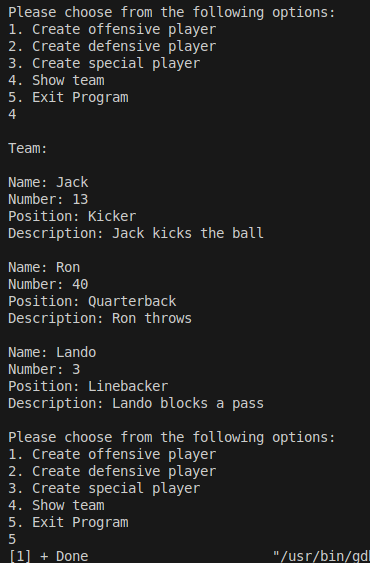 Please choose from the following options:
1. Create offensive player
2. Create defensive player
3. Create special player
4. Show team
5. Exit Program
4
Team:
Name: Jack
Number: 13
Position: Kicker
Description: Jack kicks the ball
Name: Ron
Number: 40
Position: Quarterback
Description: Ron throws
Name: Lando
Number: 3
Position: Linebacker
Description: Lando blocks a pass
Please choose from the following options:
1. Create offensive player
2. Create defensive player
3. Create special player
4. Show team
5. Exit Program
5
[1] + Done "/usr/bin/gd